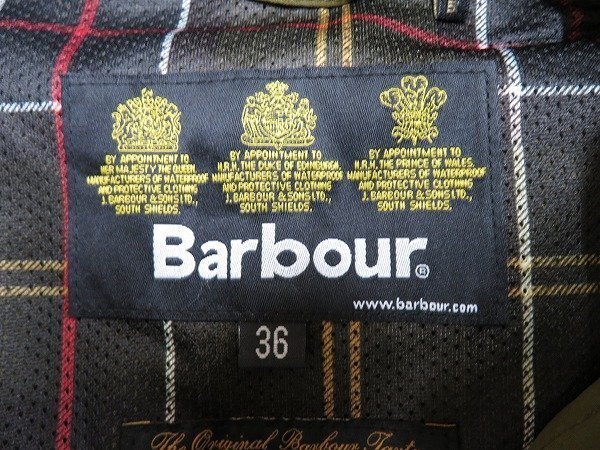 BY APPOINTMENT TO
HER MAJESTY THE QUEEN
MANUFACTURERS OF WATERPROOF
AND PROTECTIVE CLOTHING
J. BARBOUR & SONS LTD.,
SOUTH SHIELDS.
BY APPOINTMENT TO
H.R.H. THE DUKE OF EDINBURGH,
MANUFACTURERS OF WATERPROOF
AND PROTECTIVE CLOTHING
J. BARBOUR & SONS LTD.,
SOUTH SHIELDS.
BY APPOINTMENT TO
H.R.H. THE PRINCE OF WALES,
MANUFACTURERS OF WATERPROOF
AND PROTECTIVE CLOTHING
J. BARBOUR & SONS LTD.,
SOUTH SHIELDS.
Barbour®
www.barbour.com
36
The Original Barbour Tart